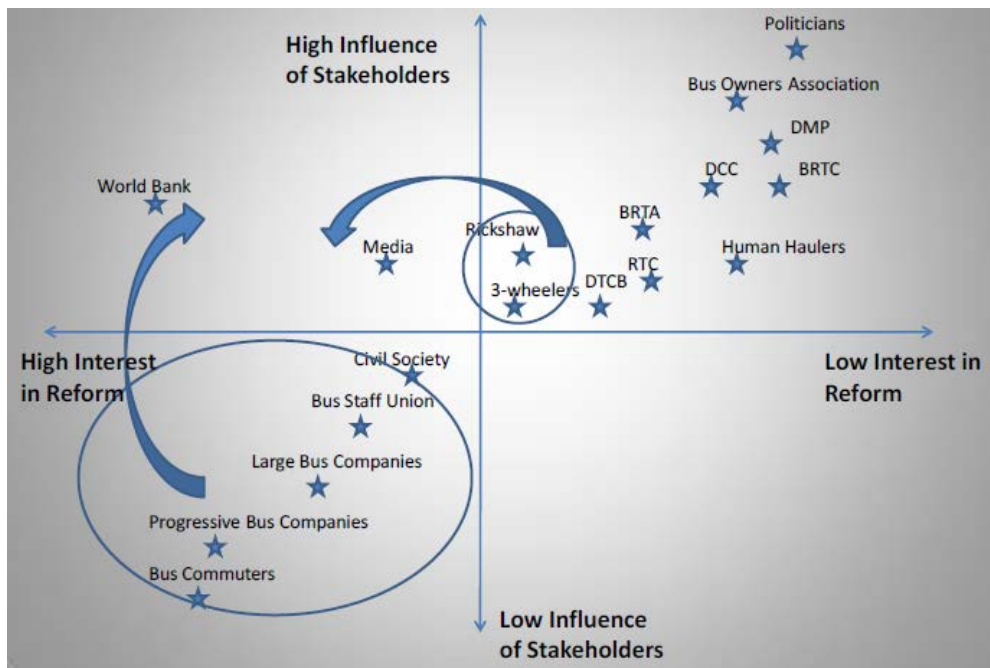 Politicians
High Influence
of Stakeholders
Bus Owners Association
DMP
DCC
BRTC
World Bank
BRTA
Rickshaw
Media
Human Haulers
RTC
DTCB
3-wheelers
High Interest
in Reform
Low Interest in
Reform
Civil Society
Bus Staff Union
Large Bus Companies
Progressive Bus Companies
Bus Commuters
Low Influence
of Stakeholders